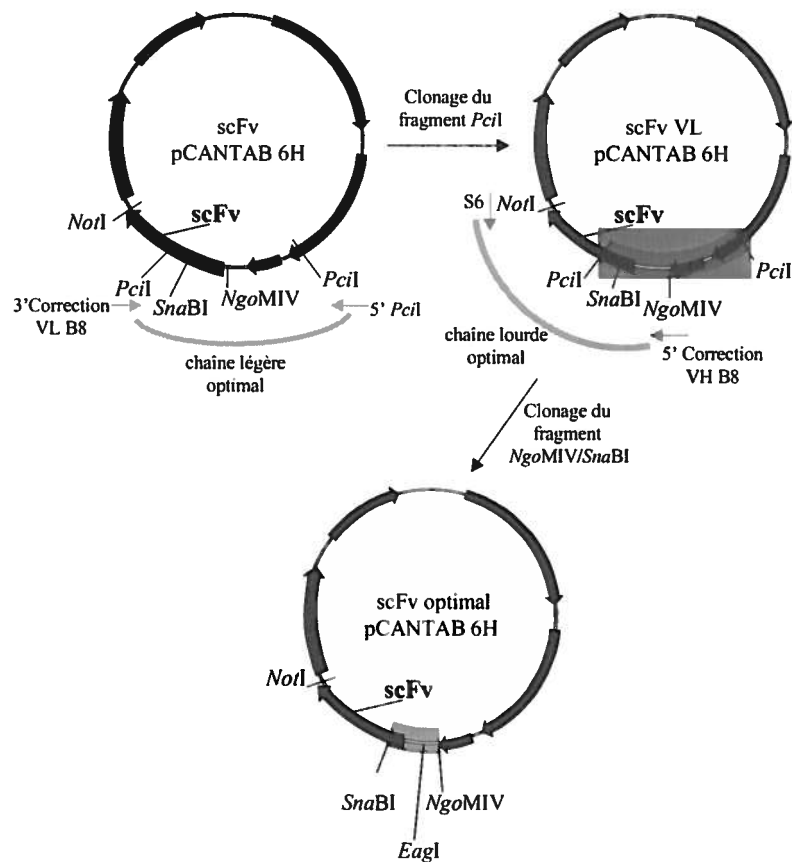 scFv
pCANTAB 6H
NotI
scFv
PciI
SnaBI
NgoMIV
PciI
3'Correction
VL B8
5' PciI
chaîne légère
optimal
Clonage du
fragment PciI
scFv VL
pCANTAB 6H
S6
NotI
scFv
PciI
SnaBI
NgoMIV
PciI
chaîne lourde
optimal
5' Correction
VH B8
Clonage du
fragment
NgoMIV/SnaBI
scFv optimal
pCANTAB 6H
NotI
scFv
SnaBI
NgoMIV
EagI